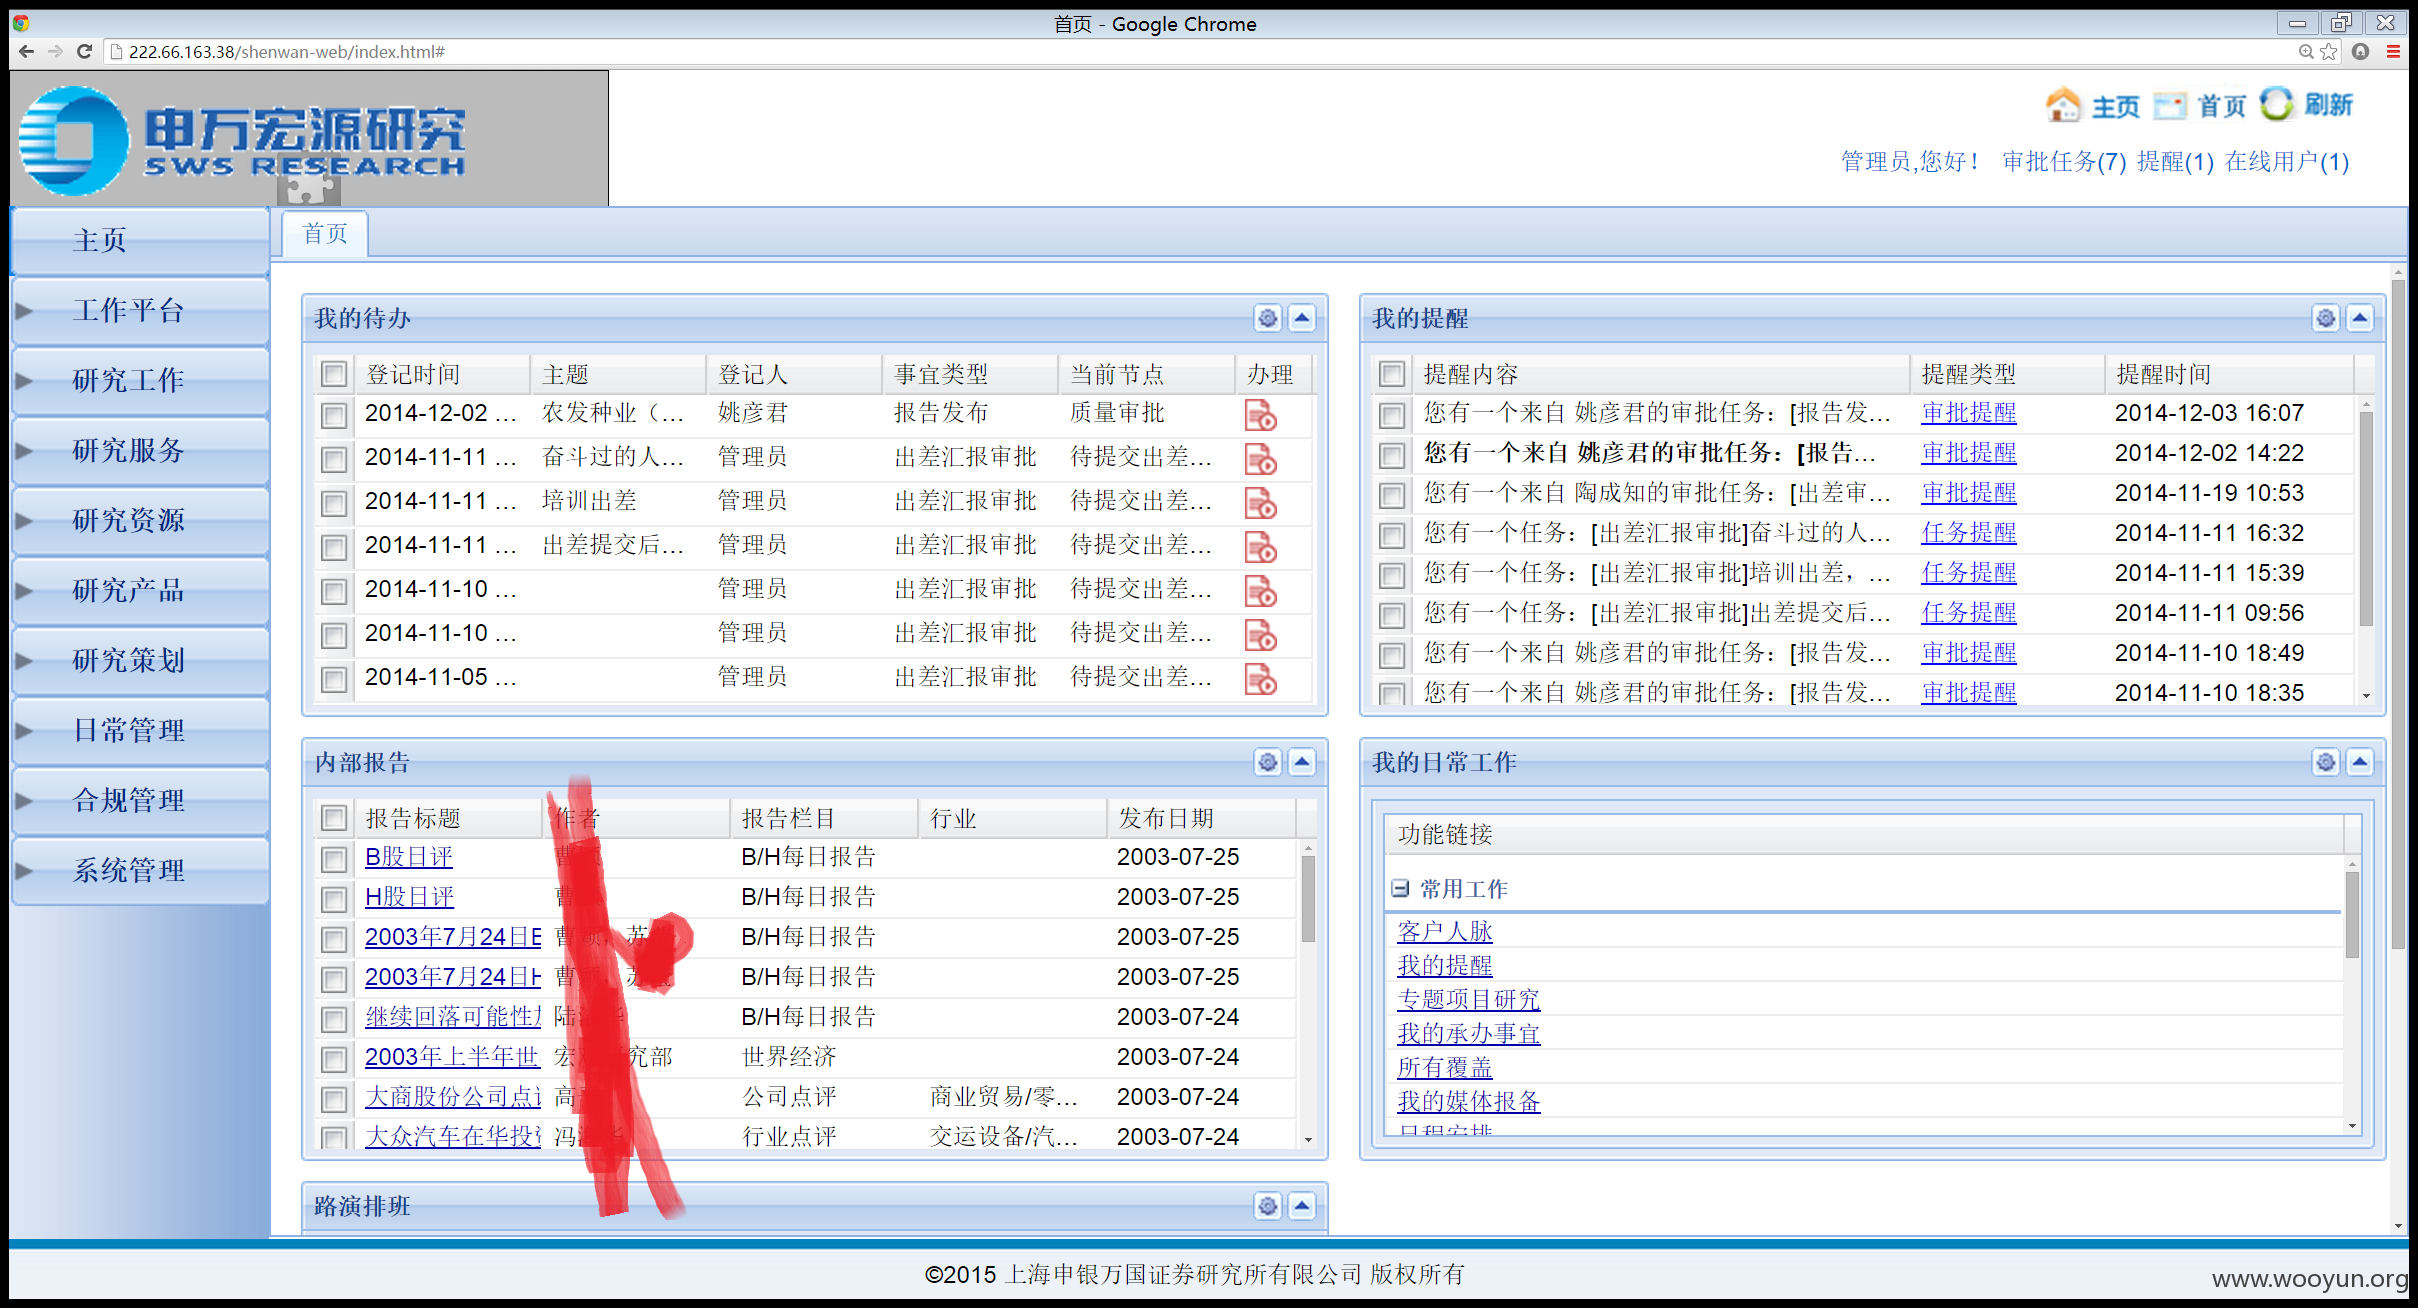 首页 - Google Chrome
222.66.163.38/shenwan-web/index.html#
申万宏源研究
SWS RESEARCH
主页 首页 刷新
管理员,您好! 审批任务(7) 提醒(1) 在线用户(1)
主页
工作平台
研究工作
研究服务
研究资源
研究产品
研究策划
日常管理
合规管理
系统管理
首页
我的待办
登记时间 主题 登记人 事宜类型 当前节点 办理
2014-12-02 ... 农发种业（... 姚彦君 报告发布 质量审批
2014-11-11 ... 奋斗过的人... 管理员 出差汇报审批 待提交出差...
2014-11-11 ... 培训出差 管理员 出差汇报审批 待提交出差...
2014-11-11 ... 出差提交后... 管理员 出差汇报审批 待提交出差...
2014-11-10 ... 管理员 出差汇报审批 待提交出差...
2014-11-10 ... 管理员 出差汇报审批 待提交出差...
2014-11-05 ... 管理员 出差汇报审批 待提交出差...
我的提醒
提醒内容 提醒类型 提醒时间
您有一个来自 姚彦君的审批任务：[报告发... 审批提醒 2014-12-03 16:07
您有一个来自 姚彦君的审批任务：[报告... 审批提醒 2014-12-02 14:22
您有一个来自 陶成知的审批任务：[出差审... 审批提醒 2014-11-19 10:53
您有一个任务：[出差汇报审批]奋斗过的人... 任务提醒 2014-11-11 16:32
您有一个任务：[出差汇报审批]培训出差，... 任务提醒 2014-11-11 15:39
您有一个任务：[出差汇报审批]出差提交后... 任务提醒 2014-11-11 09:56
您有一个来自 姚彦君的审批任务：[报告发... 审批提醒 2014-11-10 18:49
您有一个来自 姚彦君的审批任务：[报告发... 审批提醒 2014-11-10 18:35
内部报告
报告标题 作者 报告栏目 行业 发布日期
B股日评 曹 B/H每日报告 2003-07-25
H股日评 曹 B/H每日报告 2003-07-25
2003年7月24日B 曹 苏 B/H每日报告 2003-07-25
2003年7月24日H 曹 苏 B/H每日报告 2003-07-25
继续回落可能性 陆 华 B/H每日报告 2003-07-24
2003年上半年世 宏 究部 世界经济 2003-07-24
大商股份公司点 高 公司点评 商业贸易/零... 2003-07-24
大众汽车在华投 冯 华 行业点评 交运设备/汽... 2003-07-24
我的日常工作
功能链接
常用工作
客户人脉
我的提醒
专题项目研究
我的承办事宜
所有覆盖
我的媒体报备
日程安排
路演排班
©2015 上海申银万国证券研究所有限公司 版权所有
www.wooyun.org